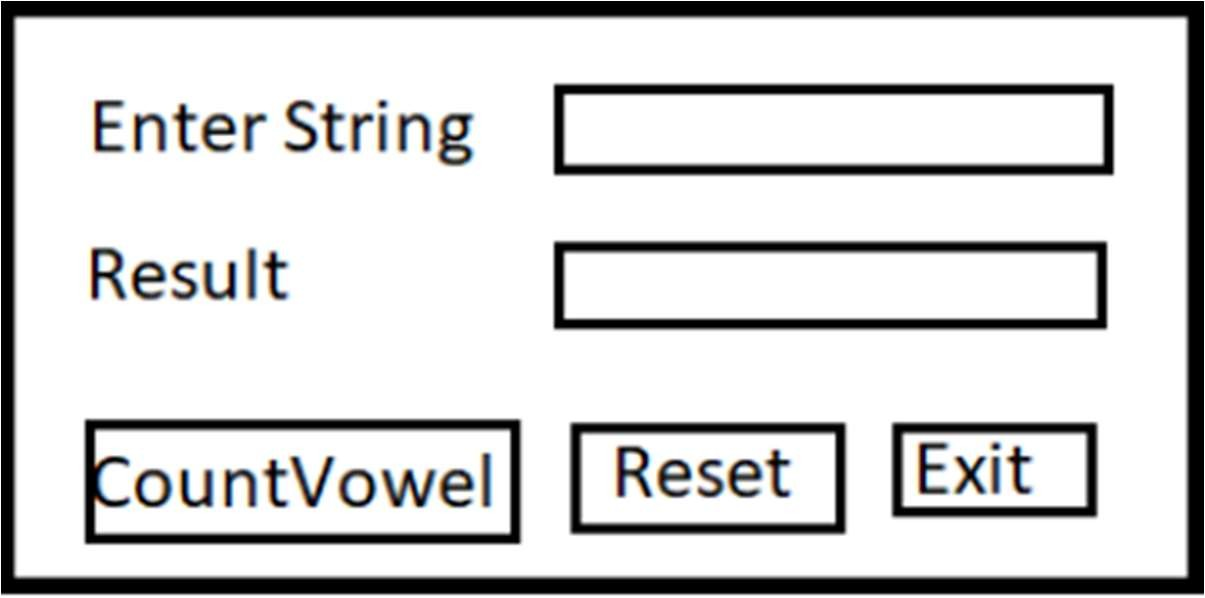 Enter String
Result
CountVowel Reset Exit